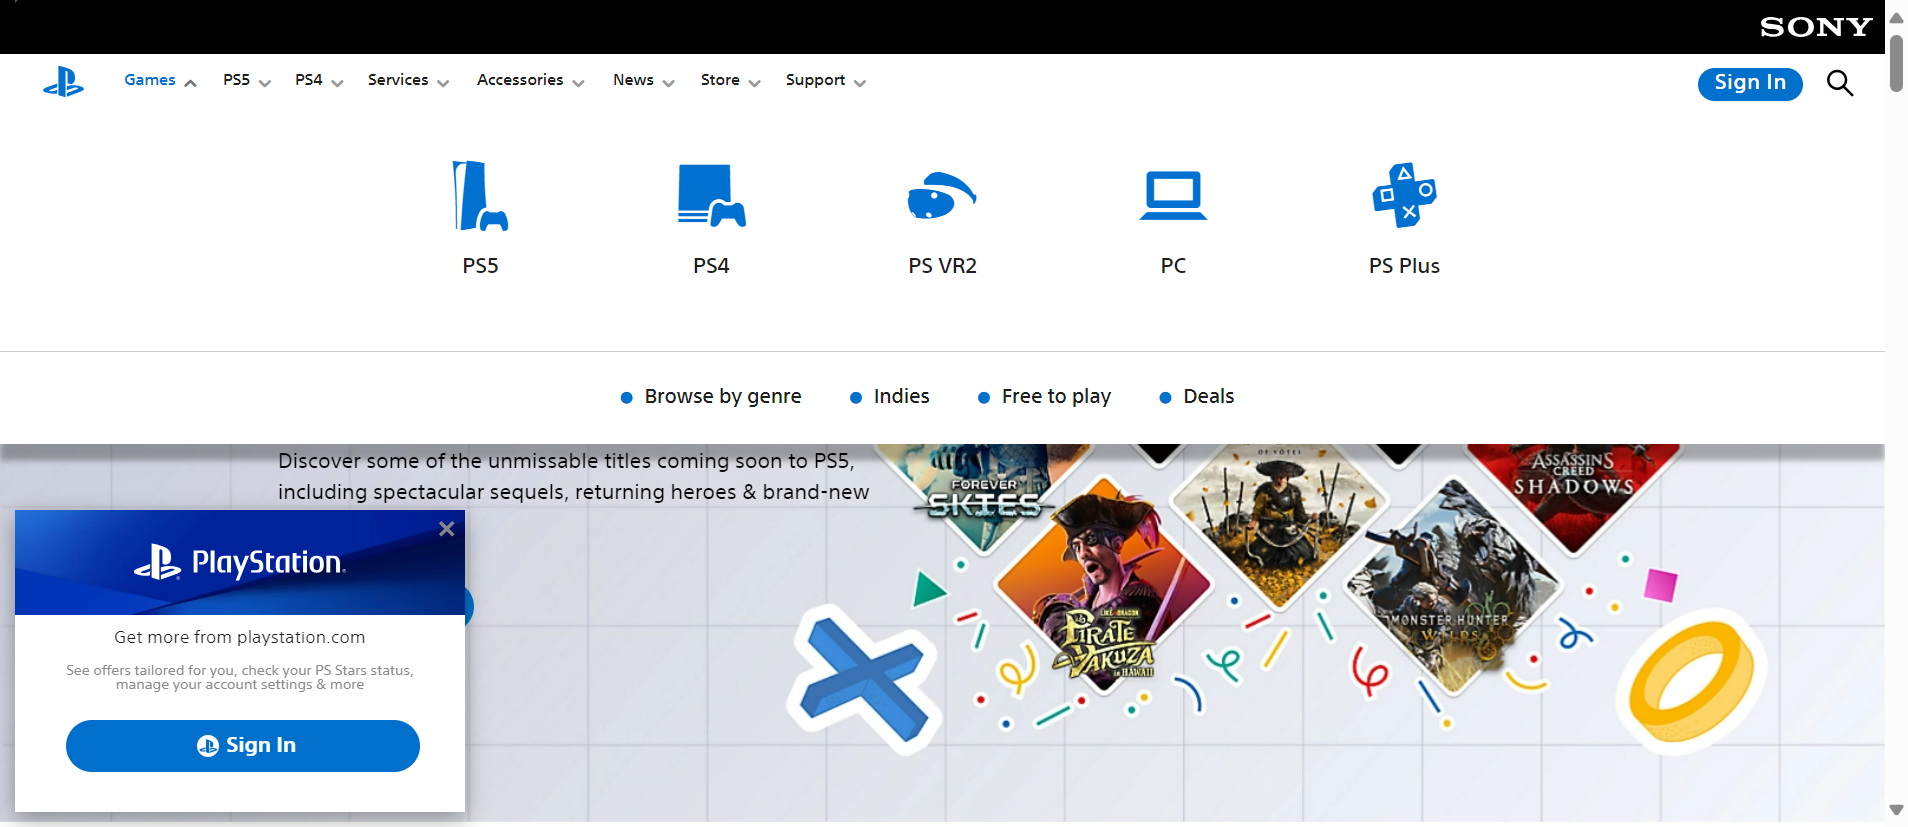 SONY
Games PS5 PS4 Services Accessories News Store Support Sign In
PS5 PS4 PS VR2 PC PS Plus
Browse by genre Indies Free to play Deals
Discover some of the unmissable titles coming soon to PS5,
including spectacular sequels, returning heroes & brand-new
OF YŌTEI
FOREVER
SKIES
ASSASSIN'S
CREED
SHADOWS
LIKE A DRAGON
PIRATE
YAKUZA
in HAWAII
MONSTER HUNTER
WILDS
PlayStation
Get more from playstation.com
See offers tailored for you, check your PS Stars status,
manage your account settings & more
Sign In